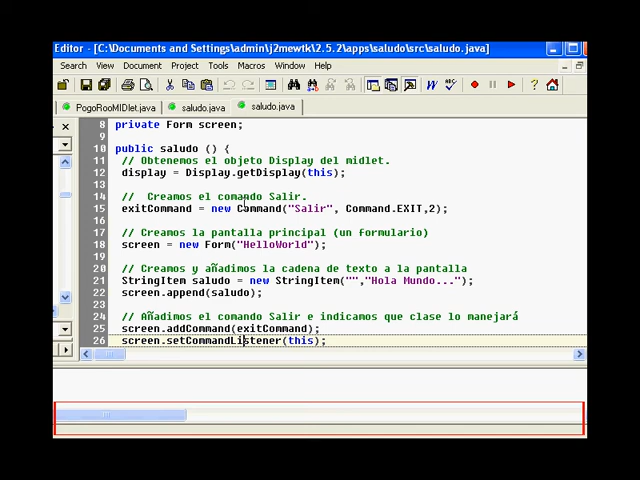 Editor - [C:\Documents and Settings\admin\j2mewtk\2.5.2\apps\saludo\src\saludo.java]
Search View Document Project Tools Macros Window Help
PogoRooMIDlet.java saludo.java saludo.java
8 private Form screen;
9
10 public saludo () {
11 // Obtenemos el objeto Display del midlet.
12 display = Display.getDisplay(this);
13
14 // Creamos el comando Salir.
15 exitCommand = new Command("Salir", Command.EXIT,2);
16
17 // Creamos la pantalla principal (un formulario)
18 screen = new Form("HelloWorld");
19
20 // Creamos y añadimos la cadena de texto a la pantalla
21 StringItem saludo = new StringItem("","Hola Mundo...");
22 screen.append(saludo);
23
24 // Añadimos el comando Salir e indicamos que clase lo manejará
25 screen.addCommand(exitCommand);
26 screen.setCommandListener(this);